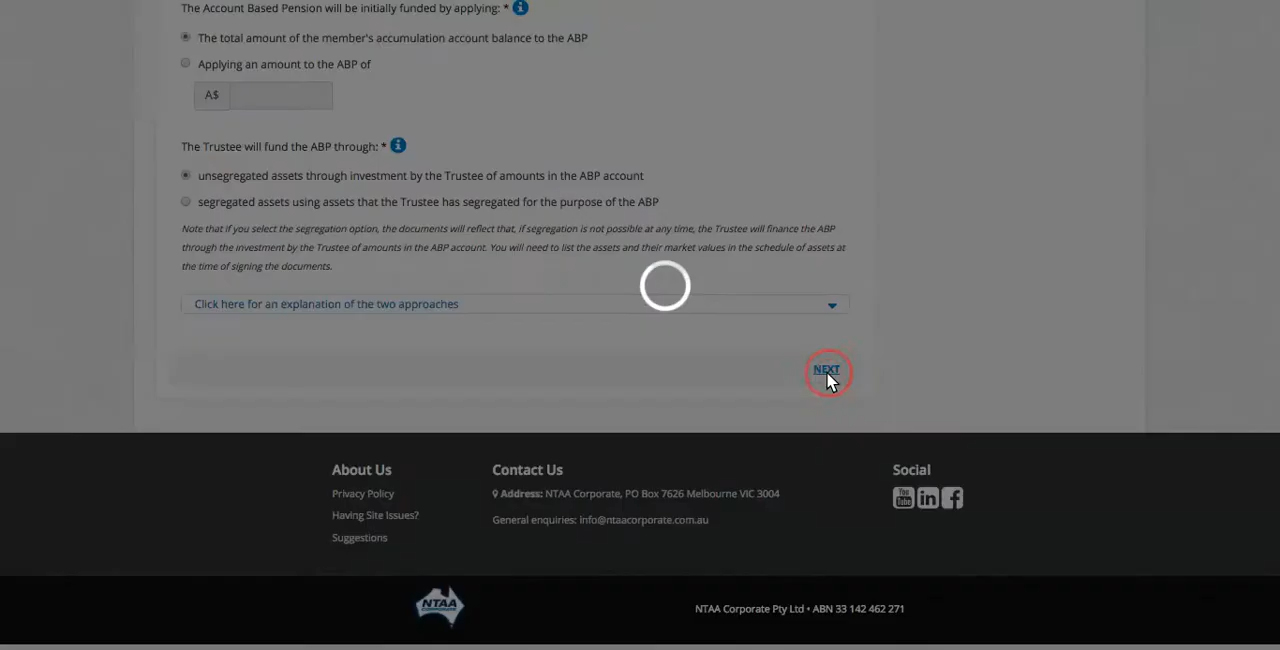 The Account Based Pension will be initially funded by applying: *
The total amount of the member's accumulation account balance to the ABP
Applying an amount to the ABP of
A$
The Trustee will fund the ABP through: *
unsegregated assets through investment by the Trustee of amounts in the ABP account
segregated assets using assets that the Trustee has segregated for the purpose of the ABP
Note that if you select the segregation option, the documents will reflect that, if segregation is not possible at any time, the Trustee will finance the ABP
through the investment by the Trustee of amounts in the ABP account. You will need to list the assets and their market values in the schedule of assets at
the time of signing the documents.
Click here for an explanation of the two approaches
NEXT
About Us
Privacy Policy
Having Site Issues?
Suggestions
Contact Us
Address: NTAA Corporate, PO Box 7626 Melbourne VIC 3004
General enquiries: info@ntaacorporate.com.au
Social
You
Tube
in
f
NTAA
CORPORATE
NTAA Corporate Pty Ltd • ABN 33 142 462 271